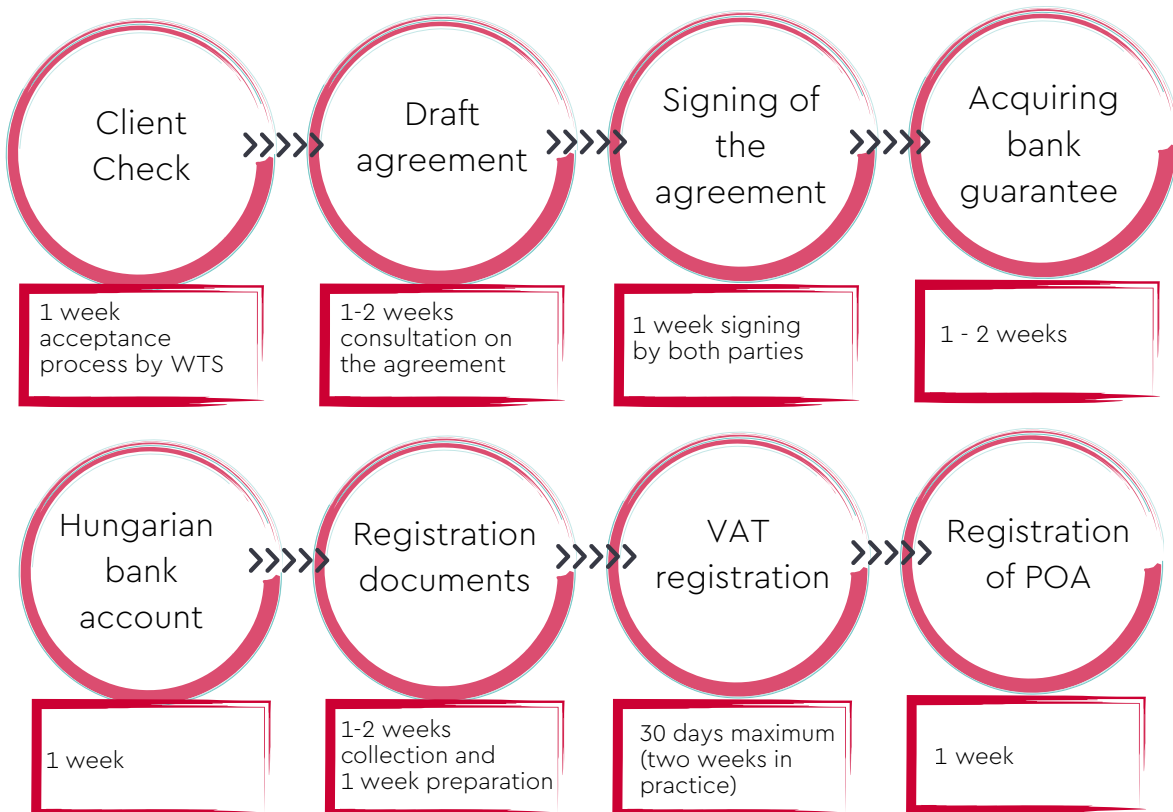 Client
Check
Draft
agreement
Signing of
the
agreement
Acquiring
bank
guarantee
1 week
acceptance
process by WTS
1-2 weeks
consultation on
the agreement
1 week signing
by both parties
1 - 2 weeks
Hungarian
bank
account
Registration
documents
VAT
registration
Registration
of POA
1 week
1-2 weeks
collection and
1 week preparation
30 days maximum
(two weeks in
practice)
1 week